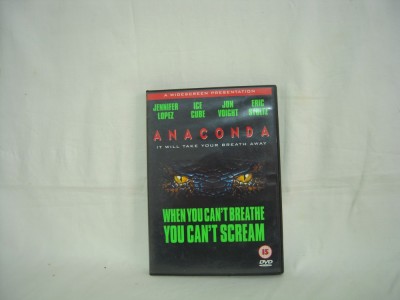 A WIDESCREEN PRESENTATION
JENNIFER ICE JON ERIC
LOPEZ CUBE VOIGHT STOLTZ
ANACONDA
IT WILL TAKE YOUR BREATH AWAY
WHEN YOU CAN'T BREATHE
YOU CAN'T SCREAM
15
DVD